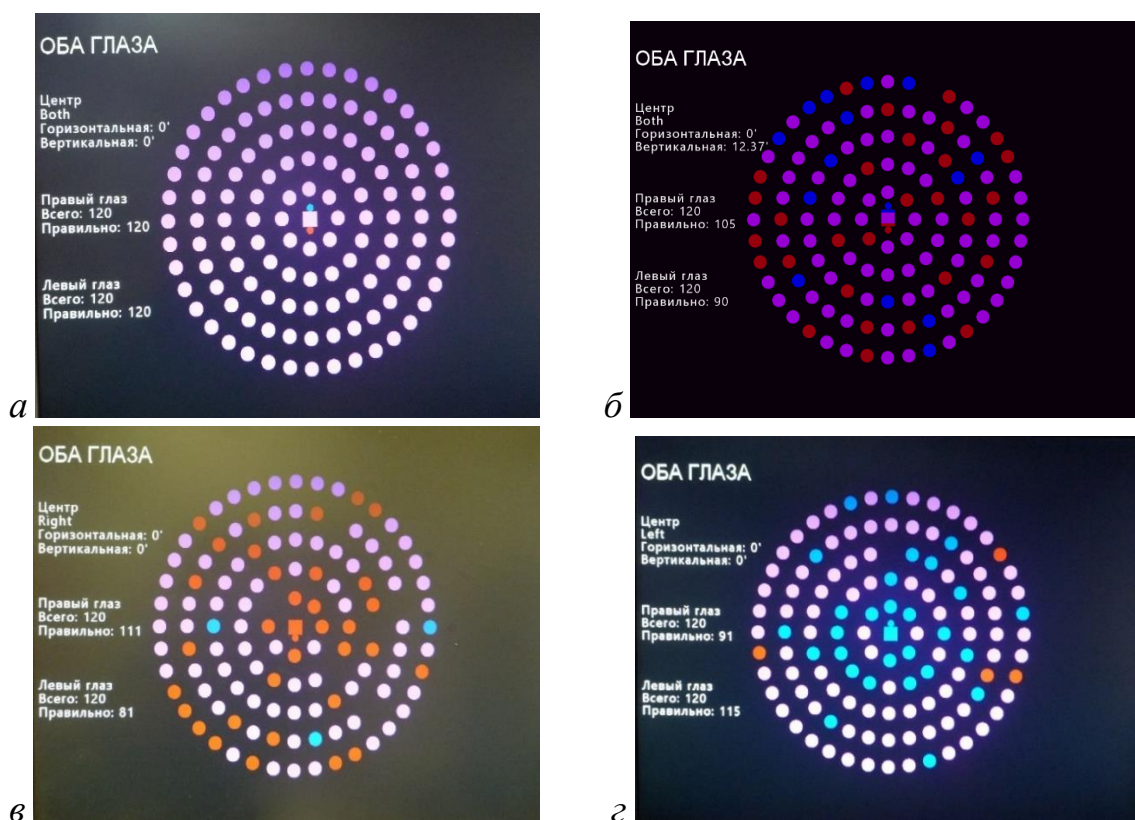 ОБА ГЛАЗА
Центр
Both
Горизонтальная: 0'
Вертикальная: 0'
Правый глаз
Всего: 120
Правильно: 120
Левый глаз
Всего: 120
Правильно: 120
а
ОБА ГЛАЗА
Центр
Both
Горизонтальная: 0'
Вертикальная: 12.37'
Правый глаз
Всего: 120
Правильно: 105
Левый глаз
Всего: 120
Правильно: 90
б
ОБА ГЛАЗА
Центр
Right
Горизонтальная: 0'
Вертикальная: 0'
Правый глаз
Всего: 120
Правильно: 111
Левый глаз
Всего: 120
Правильно: 81
в
ОБА ГЛАЗА
Центр
Left
Горизонтальная: 0'
Вертикальная: 0'
Правый глаз
Всего: 120
Правильно: 91
Левый глаз
Всего: 120
Правильно: 115
г